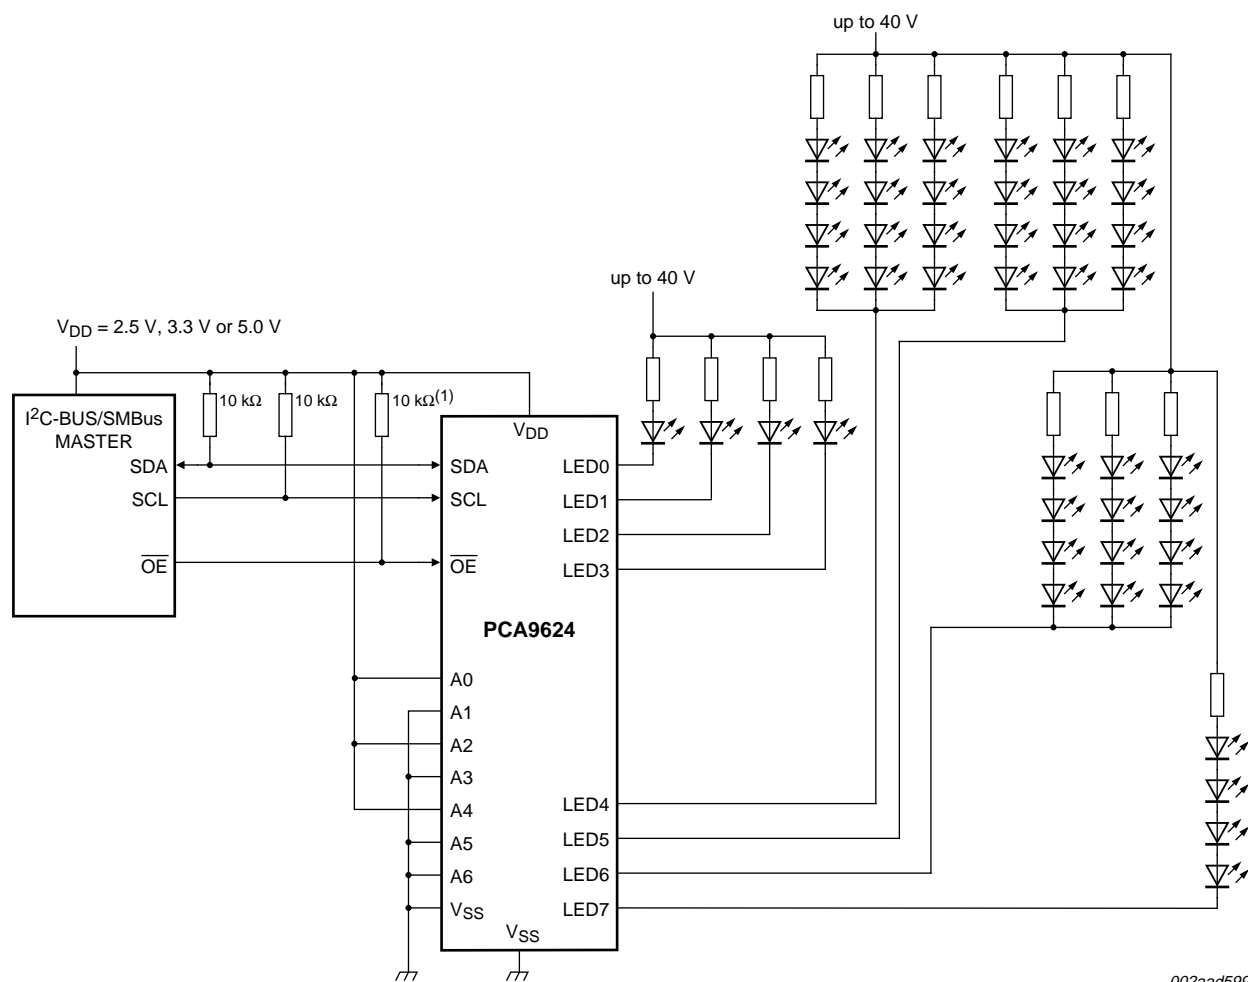 up to 40 V
up to 40 V
VDD = 2.5 V, 3.3 V or 5.0 V
10 kΩ
10 kΩ
10 kΩ(1)
I2C-BUS/SMBus
MASTER
SDA
SCL
OE
VDD
SDA
SCL
OE
PCA9624
A0
A1
A2
A3
A4
A5
A6
VSS
VSS
LED0
LED1
LED2
LED3
LED4
LED5
LED6
LED7
002aad599